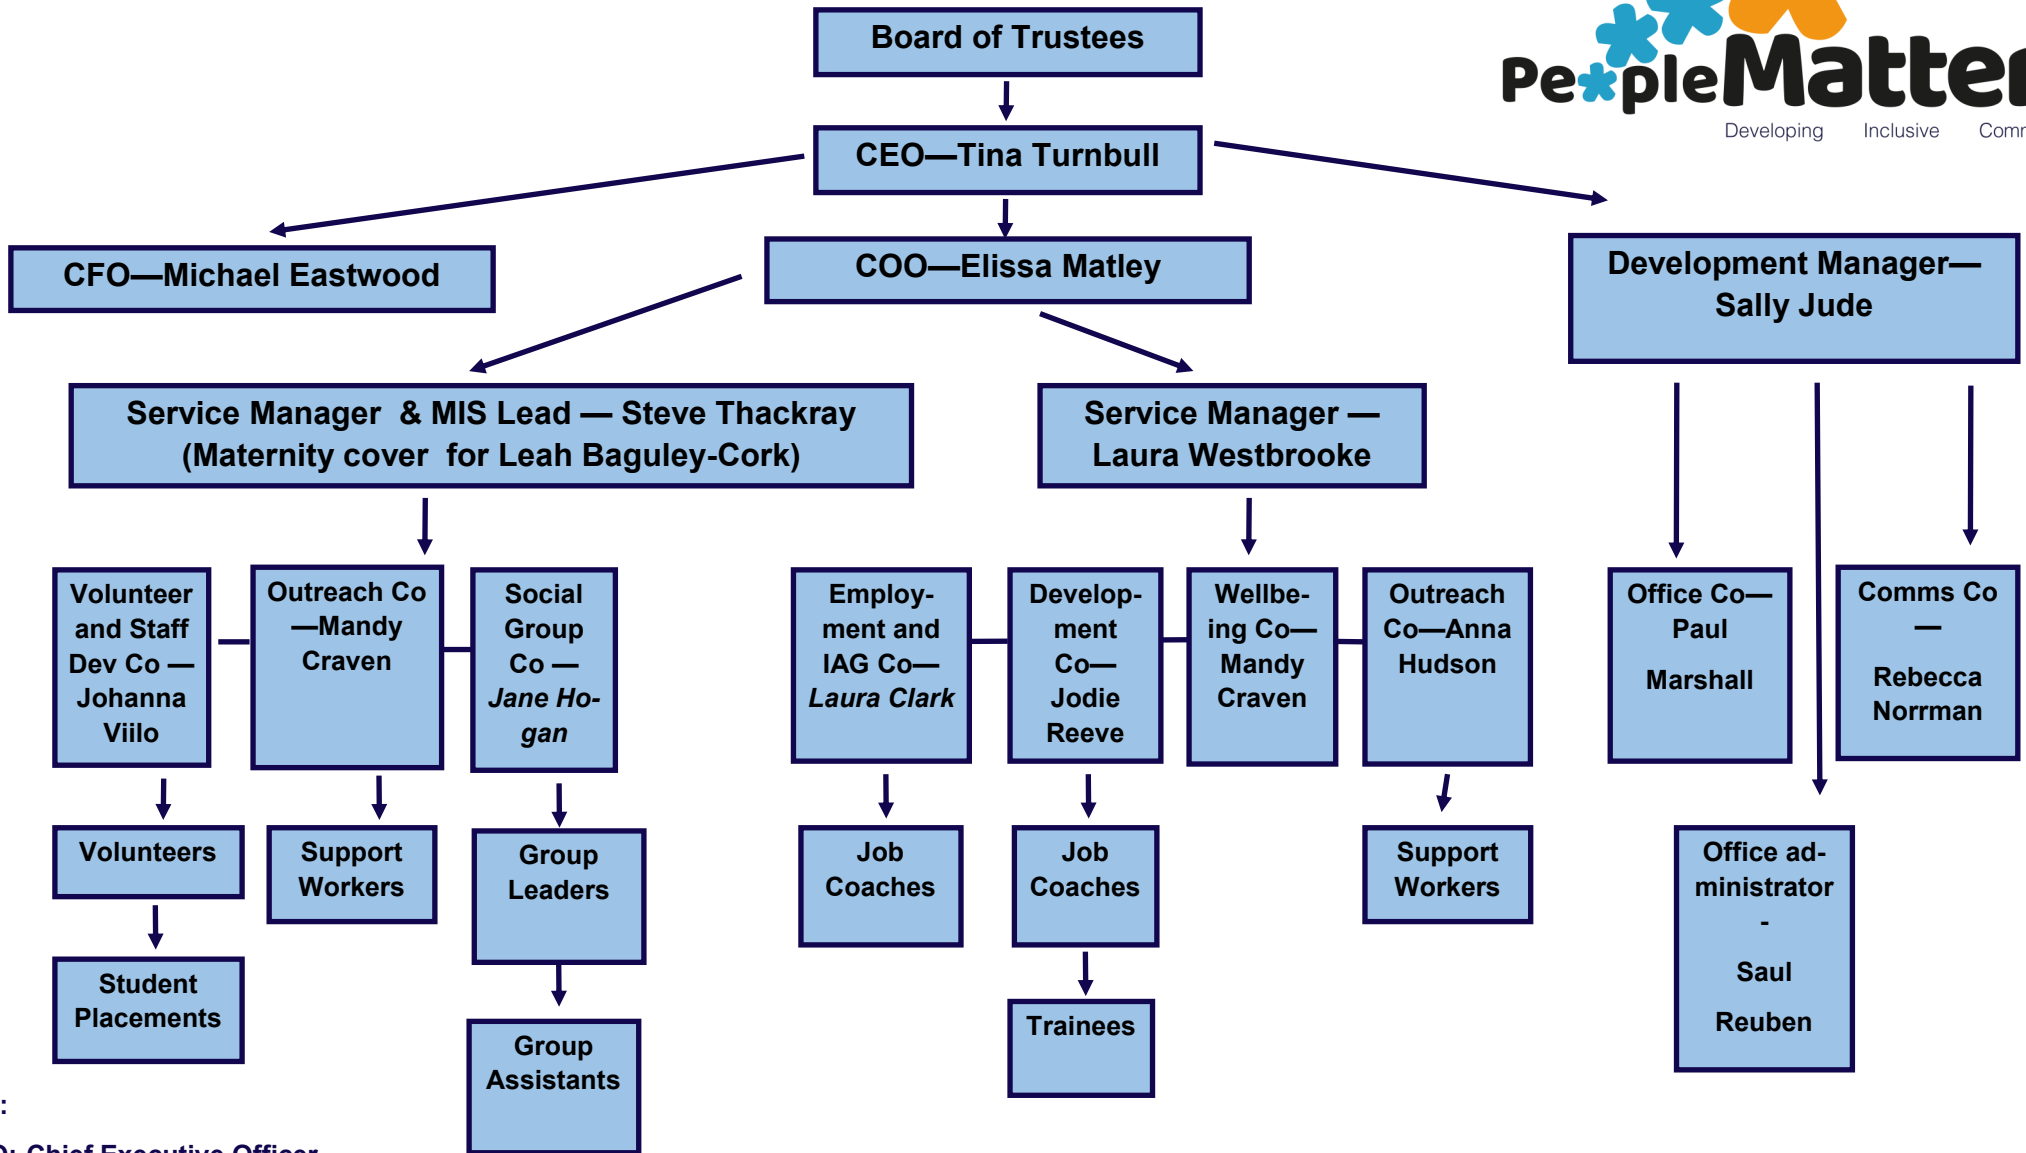 Board of Trustees
PeopleMatter
Developing Inclusive Comm
CEO—Tina Turnbull
CFO—Michael Eastwood
COO—Elissa Matley
Development Manager—
Sally Jude
Service Manager & MIS Lead — Steve Thackray
(Maternity cover for Leah Baguley-Cork)
Service Manager —
Laura Westbrooke
Volunteer
and Staff
Dev Co —
Johanna
Viilo
Outreach Co
—Mandy
Craven
Social
Group
Co —
Jane Ho-
gan
Employ-
ment and
IAG Co—
Laura Clark
Develop-
ment
Co—
Jodie
Reeve
Wellbe-
ing Co—
Mandy
Craven
Outreach
Co—Anna
Hudson
Office Co—
Paul
Marshall
Comms Co
—
Rebecca
Norrman
Volunteers
Support
Workers
Group
Leaders
Job
Coaches
Job
Coaches
Support
Workers
Office ad-
ministrator
-
Saul
Reuben
Student
Placements
Group
Assistants
Trainees
:
: Chief Executive Officer